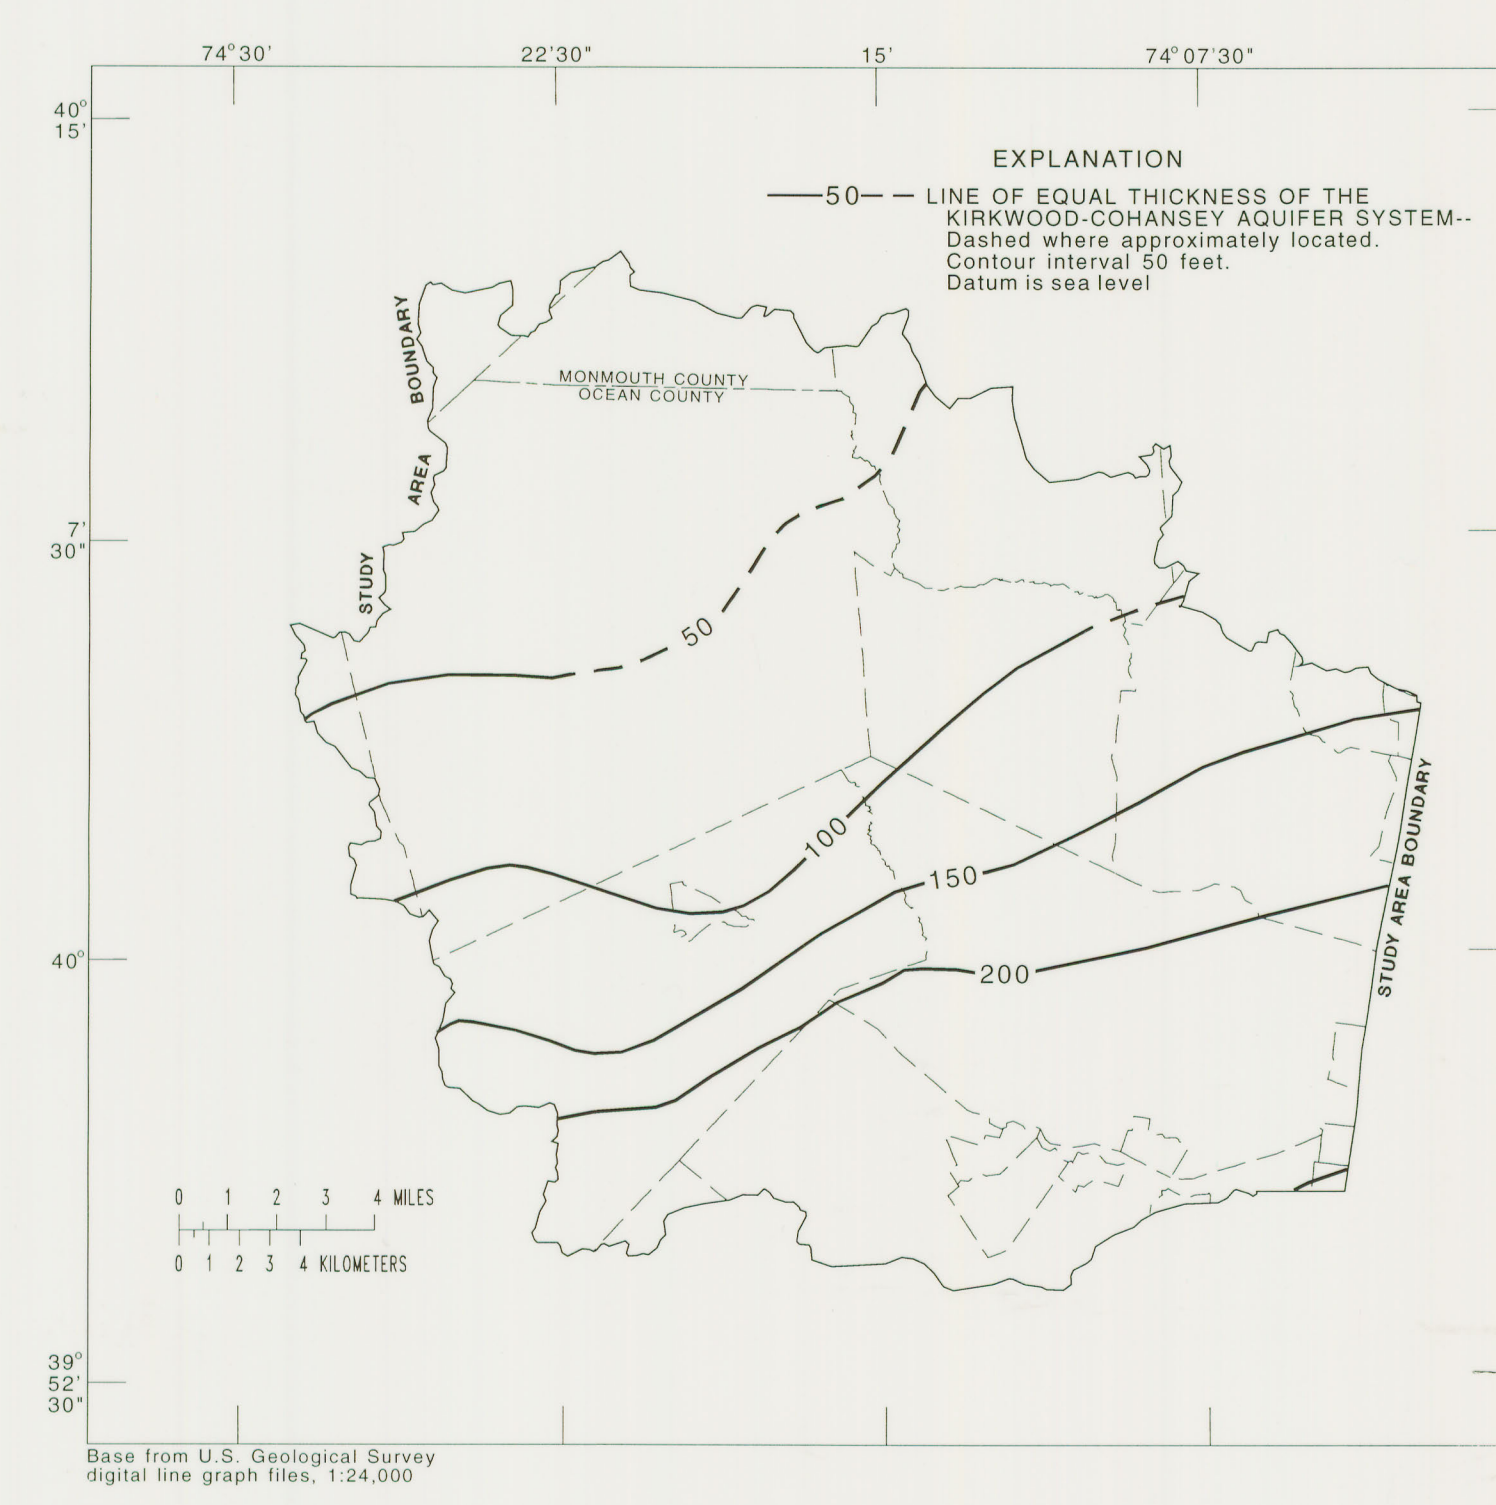 74°30' 22'30" 15' 74°07'30"
40°
15'
EXPLANATION
50 LINE OF EQUAL THICKNESS OF THE
KIRKWOOD-COHANSEY AQUIFER SYSTEM--
Dashed where approximately located.
Contour interval 50 feet.
Datum is sea level
STUDY AREA BOUNDARY
MONMOUTH COUNTY
OCEAN COUNTY
7'
30"
50
100
150
STUDY AREA BOUNDARY
40°
200
0 1 2 3 4 MILES
0 1 2 3 4 KILOMETERS
39°
52'
30"
Base from U.S. Geological Survey
digital line graph files, 1:24,000